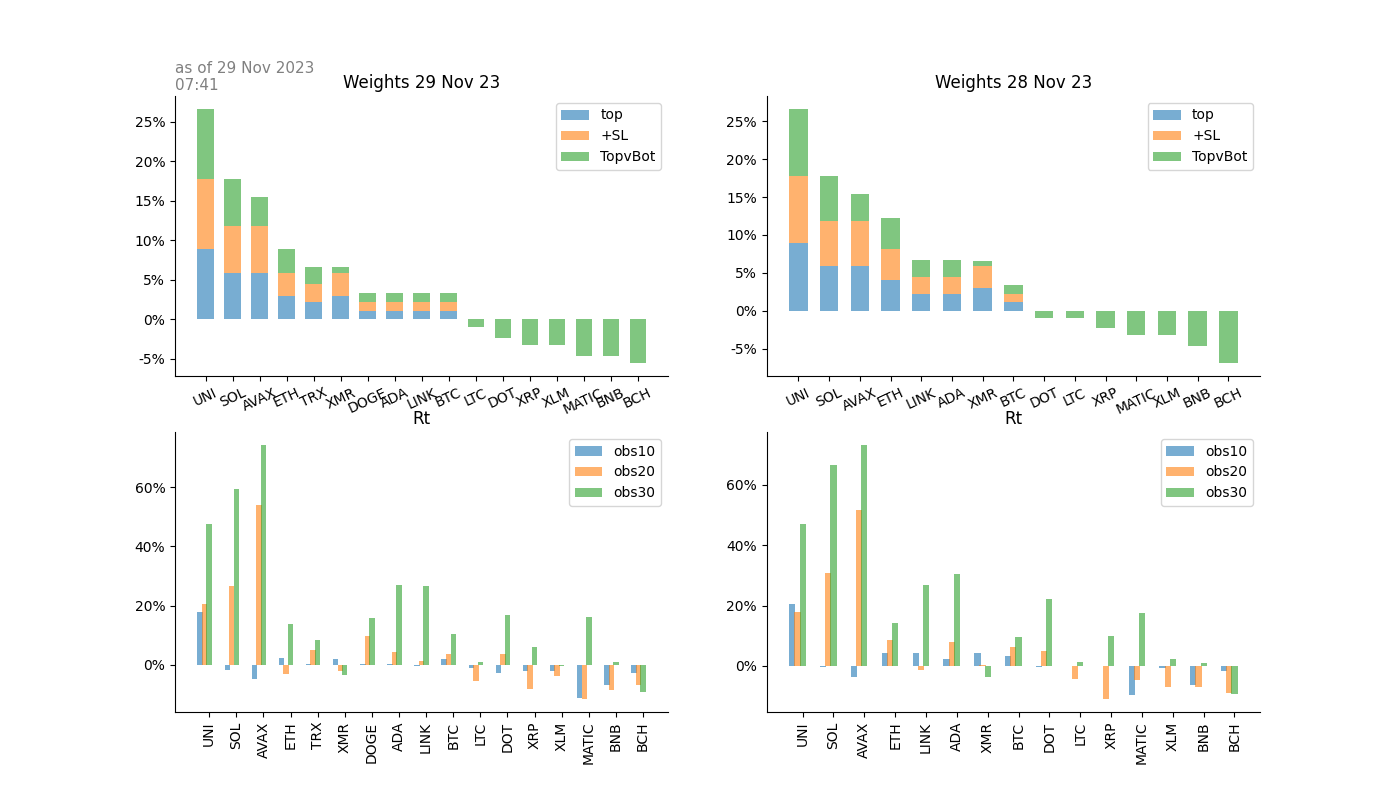 as of 29 Nov 2023
07:41
Weights 29 Nov 23
25%
20%
15%
10%
5%
0%
-5%
top
+SL
TopvBot
UNI SOL AVAX ETH TRX XMR DOGE ADA LINK BTC LTC DOT XRP XLM MATIC BNB BCH
Weights 28 Nov 23
25%
20%
15%
10%
5%
0%
-5%
top
+SL
TopvBot
UNI SOL AVAX ETH LINK ADA XMR BTC DOT LTC XRP MATIC XLM BNB BCH
Rt
60%
40%
20%
0%
obs10
obs20
obs30
UNI SOL AVAX ETH TRX XMR DOGE ADA LINK BTC LTC DOT XRP XLM MATIC BNB BCH
Rt
60%
40%
20%
0%
obs10
obs20
obs30
UNI SOL AVAX ETH LINK ADA XMR BTC DOT LTC XRP MATIC XLM BNB BCH